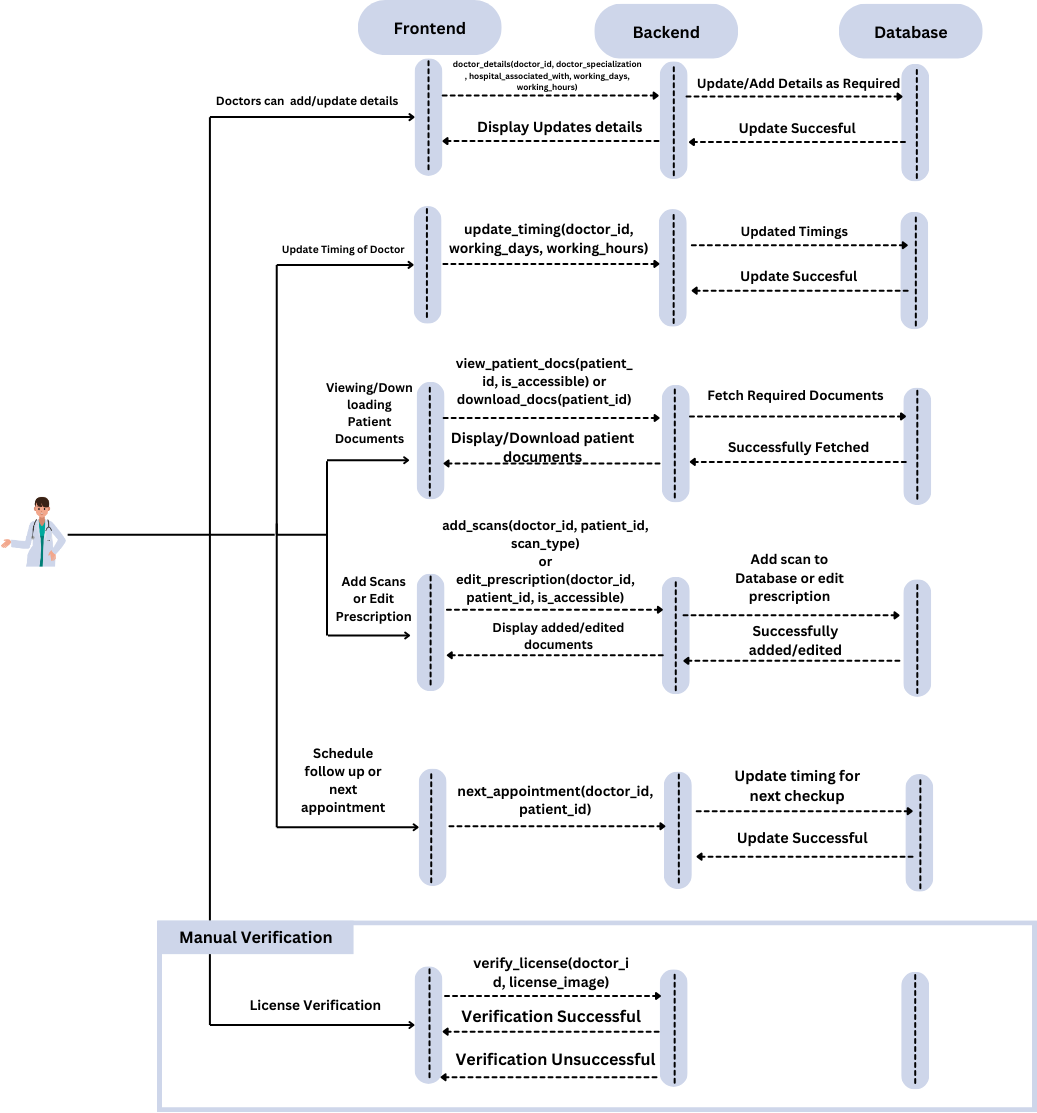 Frontend
Backend
Database
doctor_details(doctor_id, doctor_specialization
, hospital_associated_with, working_days,
working_hours)
Update/Add Details as Required
Doctors can  add/update details
Display Updates details
Update Succesful
update_timing(doctor_id,
working_days, working_hours)
Updated Timings
Update Timing of Doctor
Update Succesful
view_patient_docs(patient_
id, is_accessible) or
download_docs(patient_id)
Fetch Required Documents
Viewing/Down
loading
Patient
Documents
Display/Download patient
documents
Successfully Fetched
add_scans(doctor_id, patient_id,
scan_type)
or
edit_prescription(doctor_id,
patient_id, is_accessible)
Add scan to
Database or edit
prescription
Add Scans
or Edit
Prescription
Display added/edited
documents
Successfully
added/edited
Schedule
follow up or
next
appointment
next_appointment(doctor_id,
patient_id)
Update timing for
next checkup
Update Successful
Manual Verification
verify_license(doctor_i
d, license_image)
License Verification
Verification Successful
Verification Unsuccessful